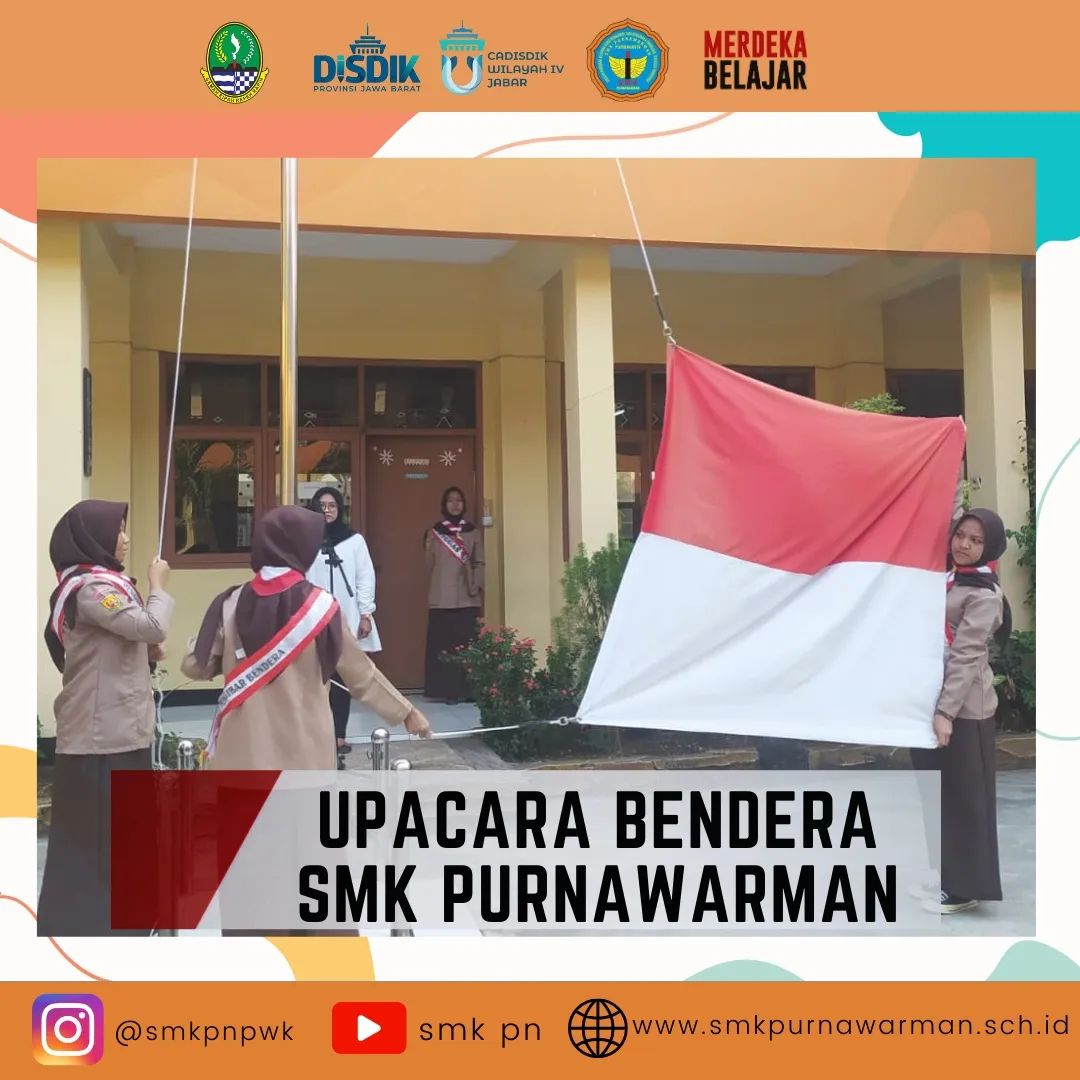 DISDIK
PROVINSI JAWA BARAT
CADISDIK
WILAYAH IV
JABAR
MERDEKA
BELAJAR
BENDERA
UPACARA BENDERA
SMK PURNAWARMAN
@smkpnpwk
smk pn
www.smkpurnawarman.sch.id